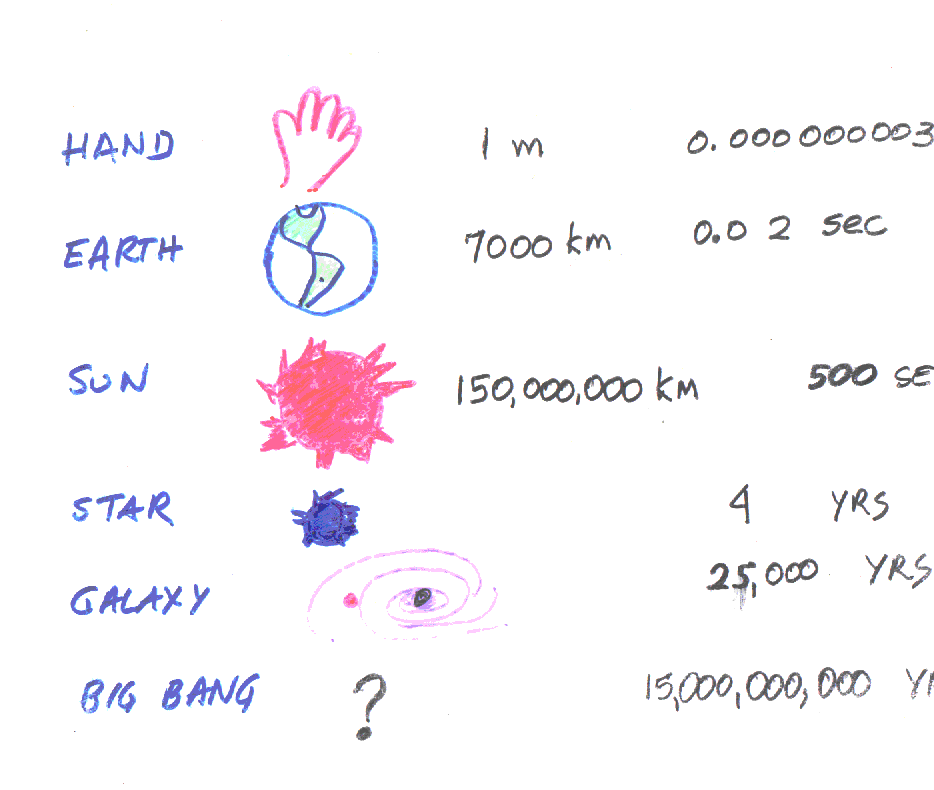 HAND 1 m 0.000000003
EARTH 7000 km 0.0 2 sec
SUN 150,000,000 km 500 SE
STAR 4 YRS
GALAXY 25,000 YRS
BIG BANG ? 15,000,000,000 YR